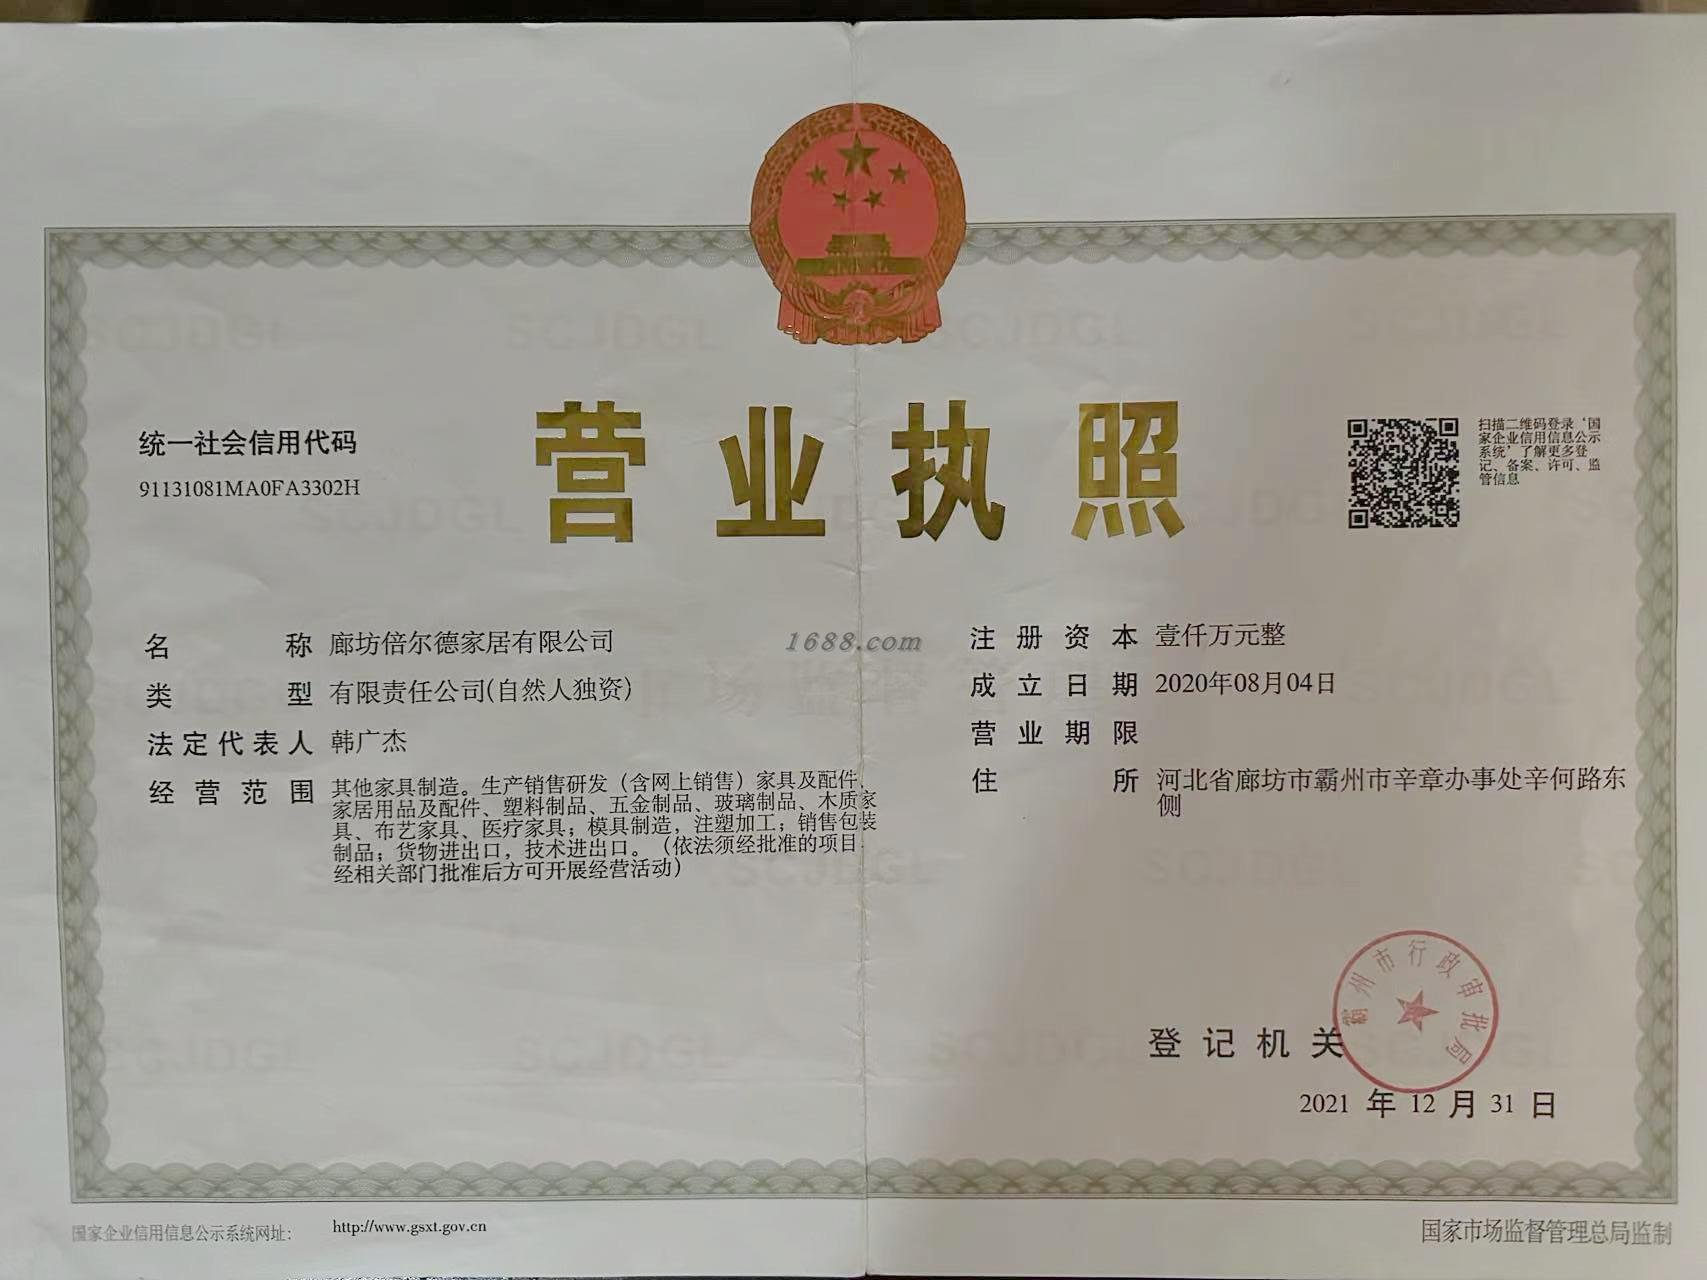 营业执照
统一社会信用代码
91131081MA0FA3302H
扫描二维码登录‘国
家企业信用信息公示
系统’了解更多登
记、备案、许可、监
管信息
名称 廊坊倍尔德家居有限公司
类型 有限责任公司(自然人独资)
法定代表人 韩广杰
经营范围 其他家具制造。生产销售研发（含网上销售）家具及配件、
家居用品及配件、塑料制品、五金制品、玻璃制品、木质家
具、布艺家具、医疗家具；模具制造，注塑加工；销售包装
制品；货物进出口，技术进出口。（依法须经批准的项目，
经相关部门批准后方可开展经营活动）
1688.com
注册资本 壹仟万元整
成立日期 2020年08月04日
营业期限
住所 河北省廊坊市霸州市辛章办事处辛何路东
侧
登记机关
霸州市行政审批局
2021 年 12 月 31 日
国家企业信用信息公示系统网址： http://www.gsxt.gov.cn
国家市场监督管理总局监制
SCJDGL
市场监督管理